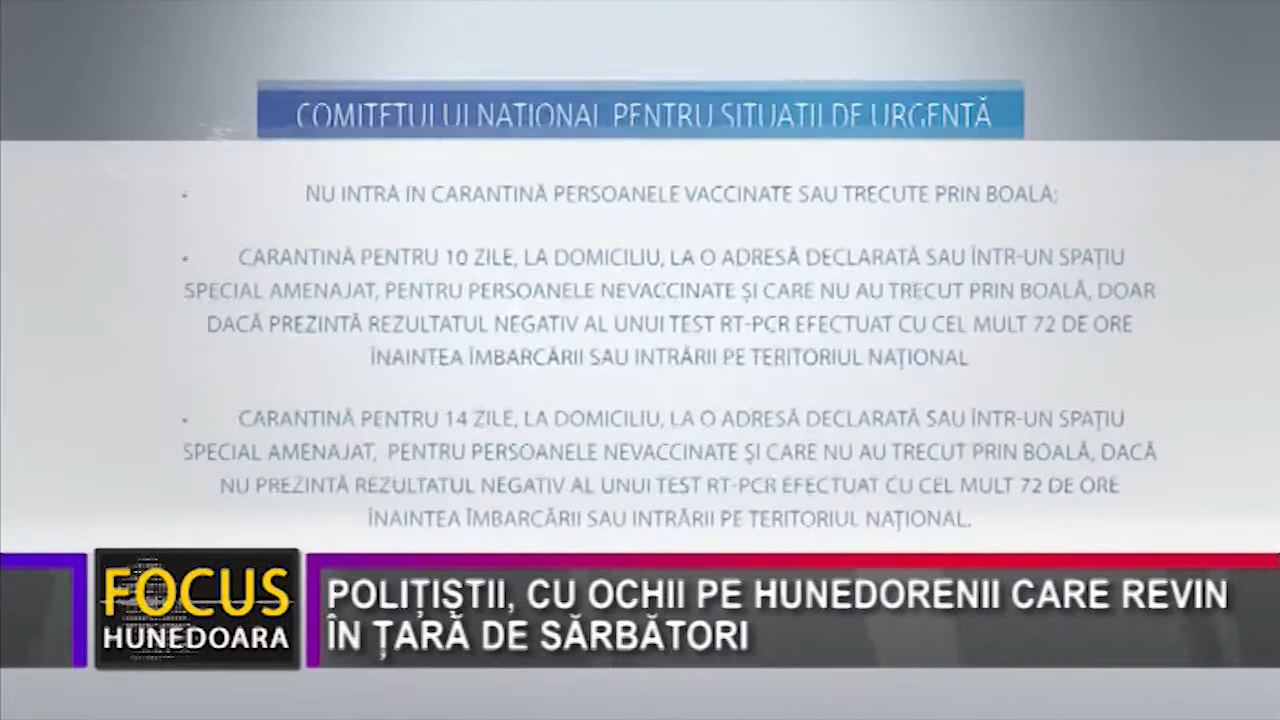 COMITETULUI NAȚIONAL PENTRU SITUAȚII DE URGENȚĂ
- NU INTRĂ IN CARANTINĂ PERSOANELE VACCINATE SAU TRECUTE PRIN BOALĂ;
- CARANTINĂ PENTRU 10 ZILE, LA DOMICILIU, LA O ADRESĂ DECLARATĂ SAU ÎNTR-UN SPAȚIU
SPECIAL AMENAJAT, PENTRU PERSOANELE NEVACCINATE ȘI CARE NU AU TRECUT PRIN BOALĂ, DOAR
DACĂ PREZINTĂ REZULTATUL NEGATIV AL UNUI TEST RT-PCR EFECTUAT CU CEL MULT 72 DE ORE
ÎNAINTEA ÎMBARCĂRII SAU INTRĂRII PE TERITORIUL NAȚIONAL
- CARANTINĂ PENTRU 14 ZILE, LA DOMICILIU, LA O ADRESĂ DECLARATĂ SAU ÎNTR-UN SPAȚIU
SPECIAL AMENAJAT, PENTRU PERSOANELE NEVACCINATE ȘI CARE NU AU TRECUT PRIN BOALĂ, DACĂ
NU PREZINTĂ REZULTATUL NEGATIV AL UNUI TEST RT-PCR EFECTUAT CU CEL MULT 72 DE ORE
ÎNAINTEA ÎMBARCĂRII SAU INTRĂRII PE TERITORIUL NAȚIONAL.
FOCUS
HUNEDOARA
POLIȚIȘTII, CU OCHII PE HUNEDORENII CARE REVIN
ÎN ȚARĂ DE SĂRBĂTORI